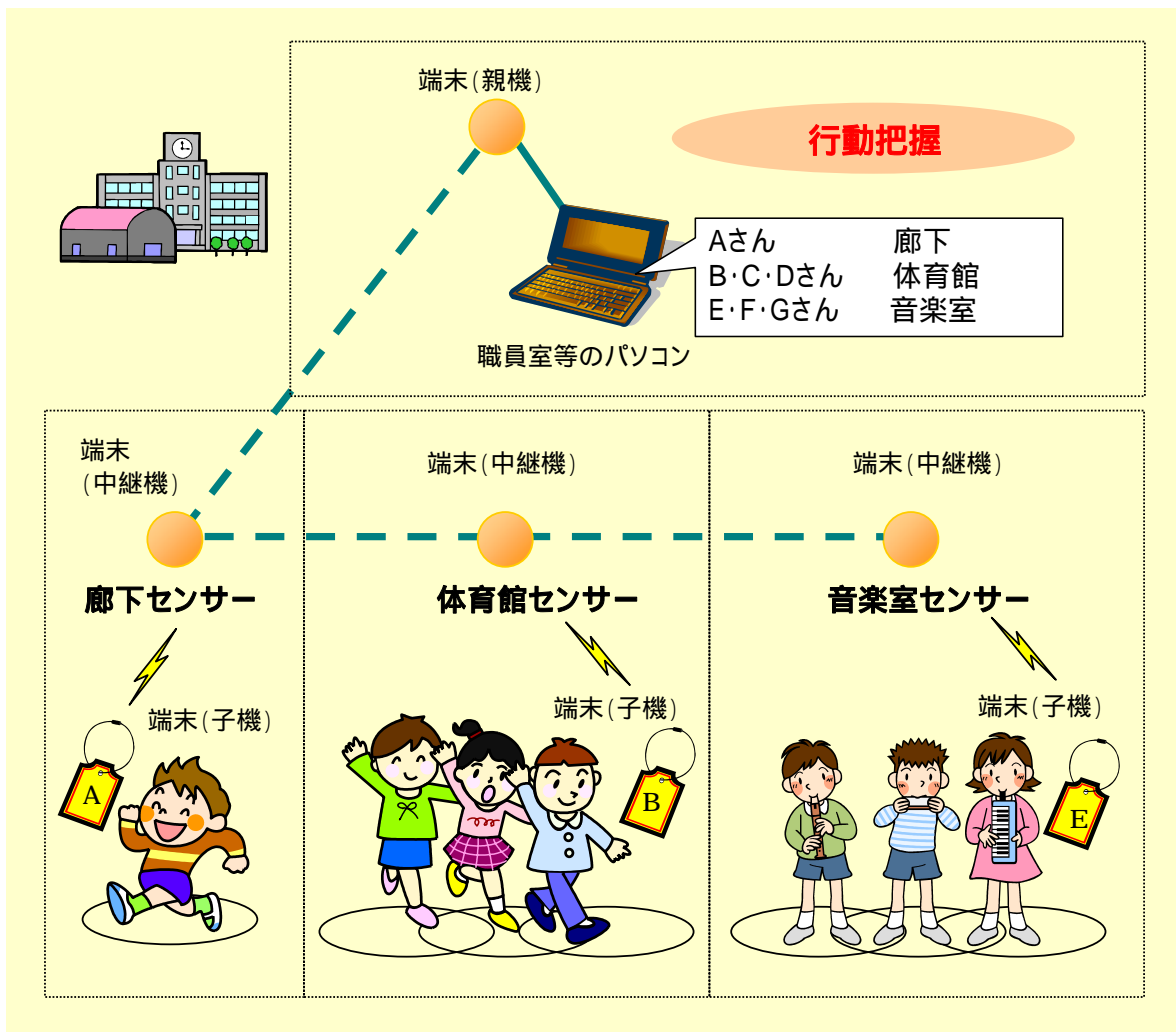 端末(親機)
行動把握
Aさん 廊下
B・C・Dさん 体育館
E・F・Gさん 音楽室
職員室等のパソコン
端末
(中継機)
端末(中継機)
端末(中継機)
廊下センサー
体育館センサー
音楽室センサー
端末(子機)
端末(子機)
端末(子機)
A
B
E